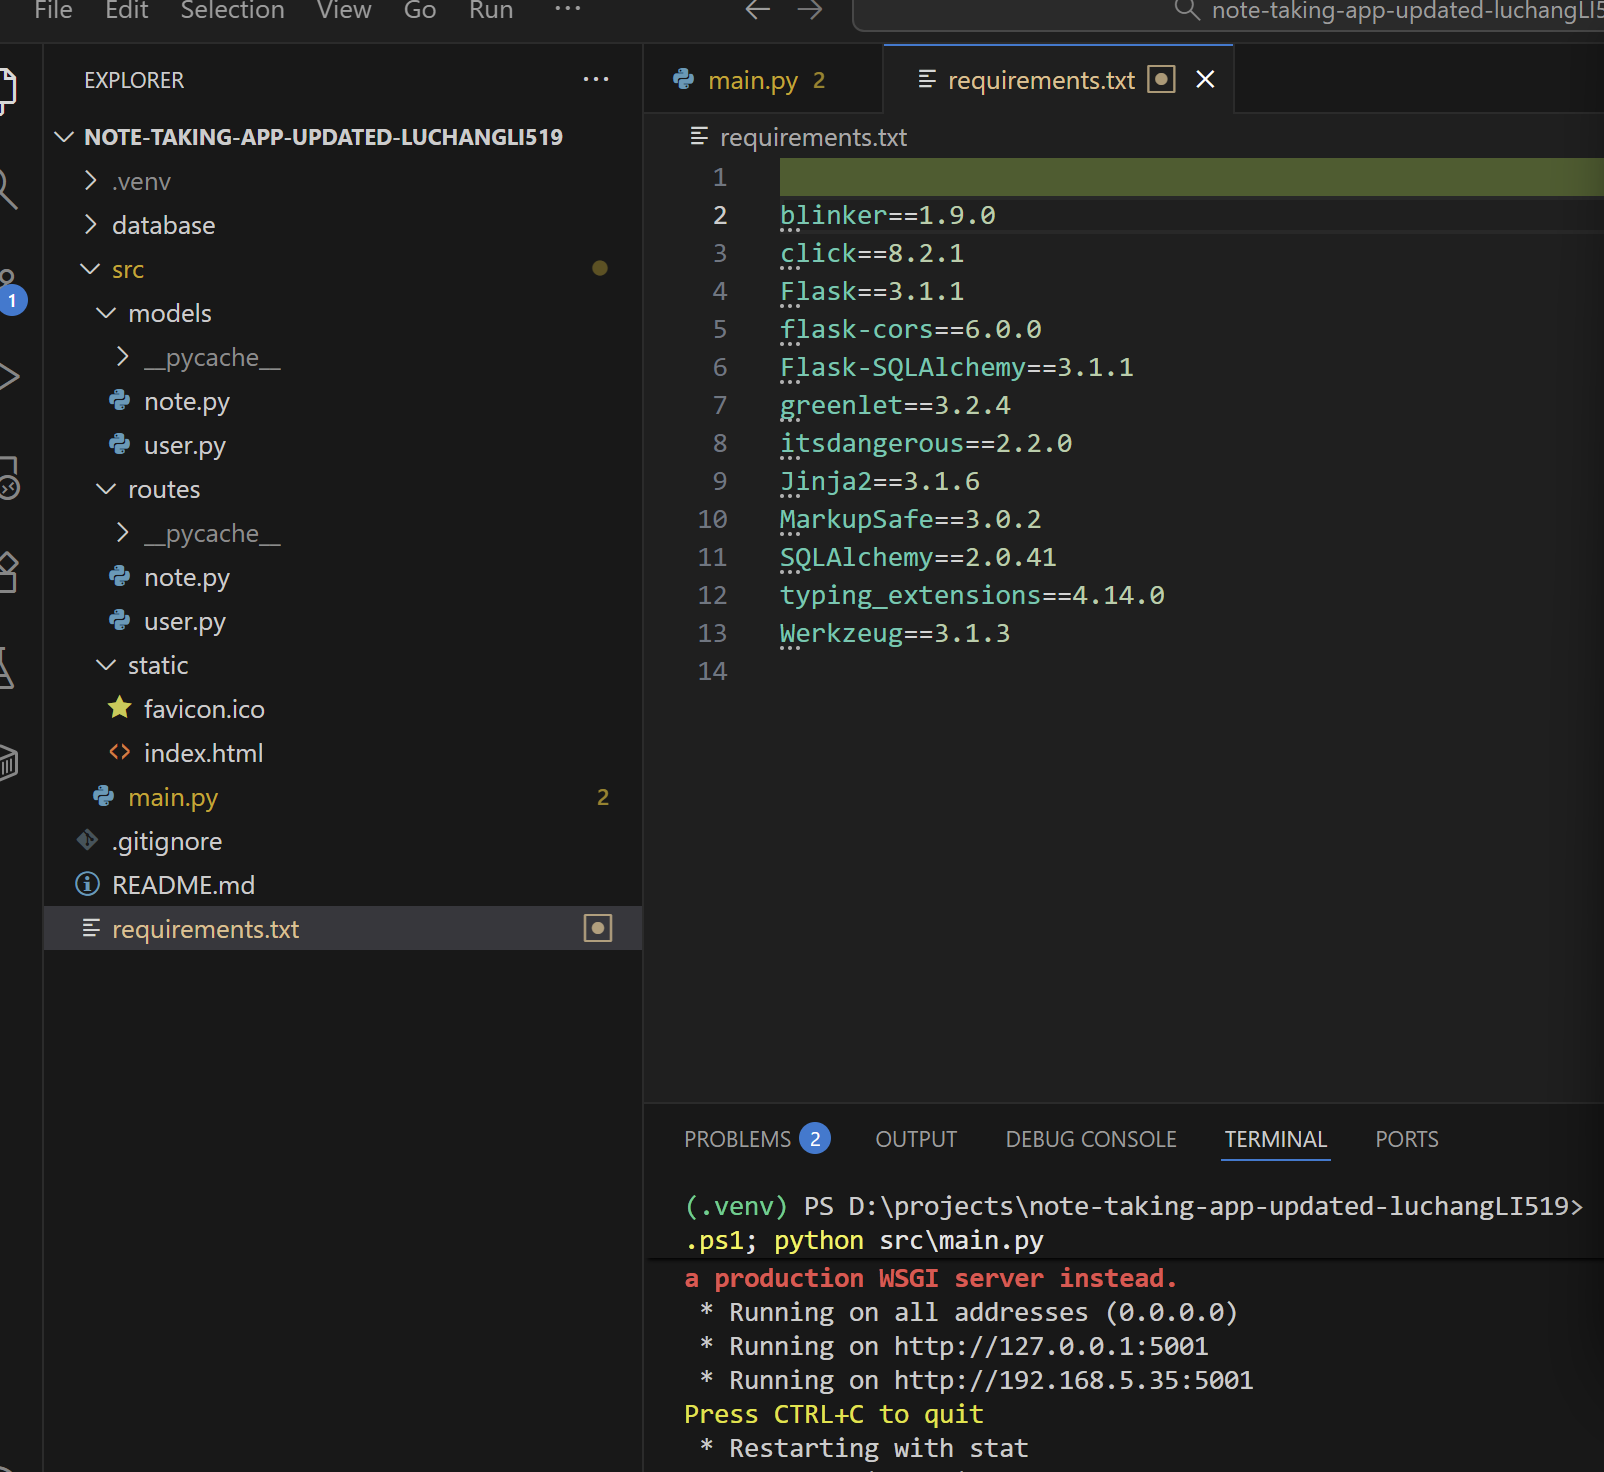 File Edit Selection View Go Run ···
note-taking-app-updated-luchangLI5
EXPLORER ···
NOTE-TAKING-APP-UPDATED-LUCHANGLI519
.venv
database
src
models
__pycache__
note.py
user.py
routes
__pycache__
note.py
user.py
static
favicon.ico
index.html
main.py 2
.gitignore
README.md
requirements.txt
1
main.py 2
requirements.txt
requirements.txt
1
2 blinker==1.9.0
3 click==8.2.1
4 Flask==3.1.1
5 flask-cors==6.0.0
6 Flask-SQLAlchemy==3.1.1
7 greenlet==3.2.4
8 itsdangerous==2.2.0
9 Jinja2==3.1.6
10 MarkupSafe==3.0.2
11 SQLAlchemy==2.0.41
12 typing_extensions==4.14.0
13 Werkzeug==3.1.3
14
PROBLEMS 2 OUTPUT DEBUG CONSOLE TERMINAL PORTS
(.venv) PS D:\projects\note-taking-app-updated-luchangLI519>
.ps1; python src\main.py
a production WSGI server instead.
* Running on all addresses (0.0.0.0)
* Running on http://127.0.0.1:5001
* Running on http://192.168.5.35:5001
Press CTRL+C to quit
* Restarting with stat